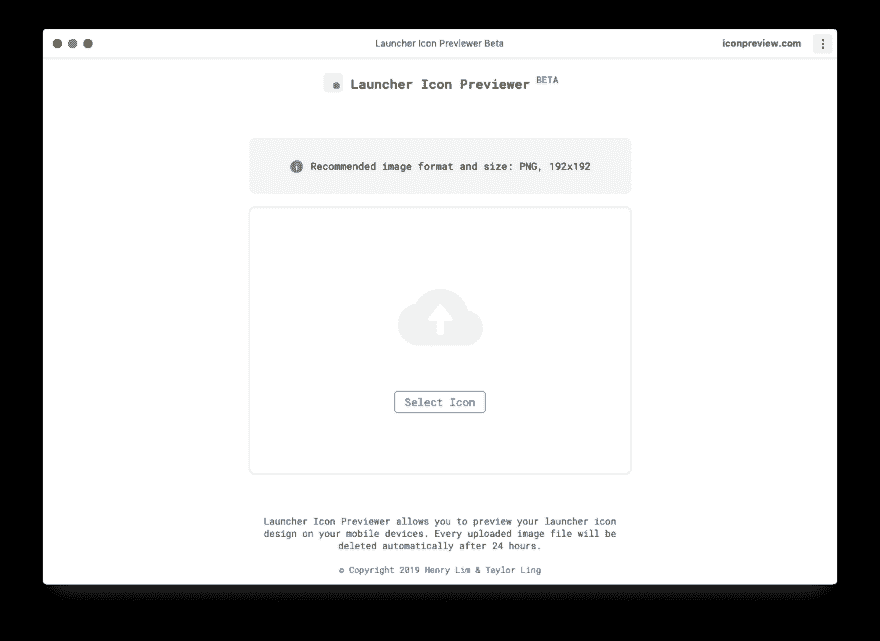 Launcher Icon Previewer Beta
iconpreview.com
Launcher Icon Previewer BETA
Recommended image format and size: PNG, 192x192
Select Icon
Launcher Icon Previewer allows you to preview your launcher icon
design on your mobile devices. Every uploaded image file will be
deleted automatically after 24 hours.
© Copyright 2019 Henry Lim & Taylor Ling